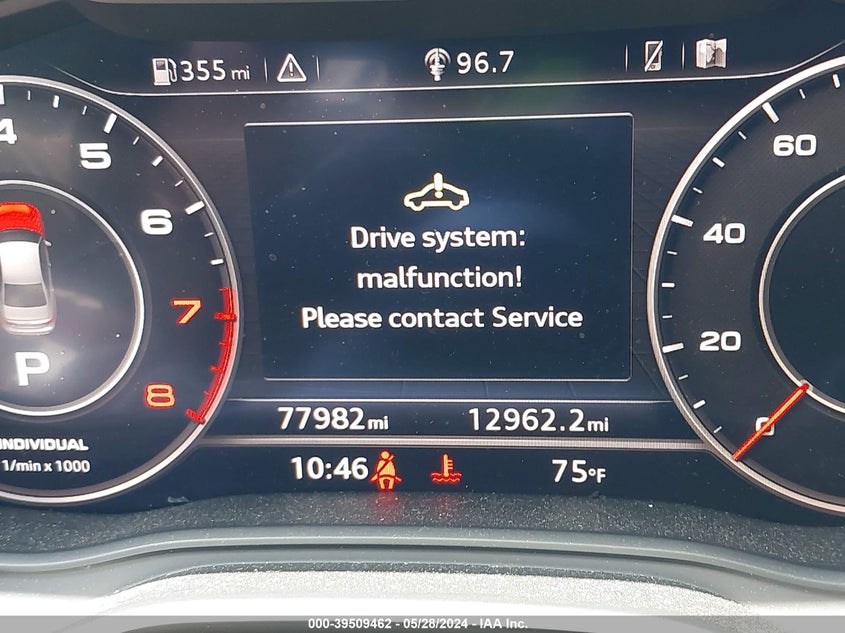 355 mi
96.7
4
5
6
7
8
P
INDIVIDUAL
1/min x 1000
60
40
20
0
Drive system:
malfunction!
Please contact Service
77982 mi
12962.2 mi
10:46
75°F
000-39509462 - 05/28/2024 - IAA Inc.